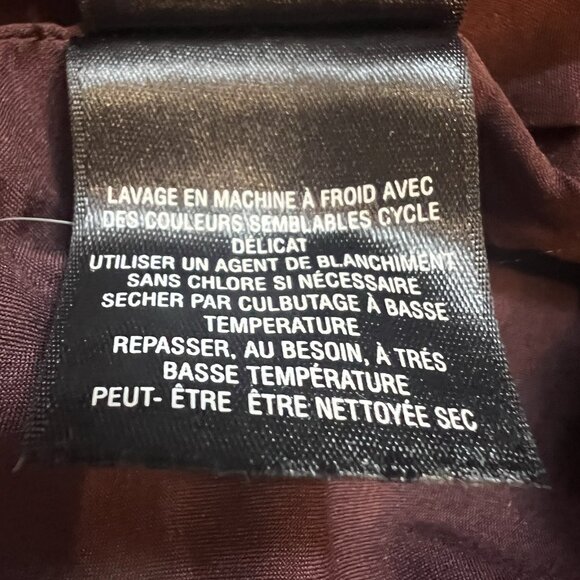 LAVAGE EN MACHINE À FROID AVEC
DES COULEURS SEMBLABLES CYCLE
DÉLICAT
UTILISER UN AGENT DE BLANCHIMENT
SANS CHLORE SI NÉCESSAIRE
SECHER PAR CULBUTAGE À BASSE
TEMPERATURE
REPASSER, AU BESOIN, À TRÉS
BASSE TEMPÉRATURE
PEUT- ÊTRE ÊTRE NETTOYÉE SEC